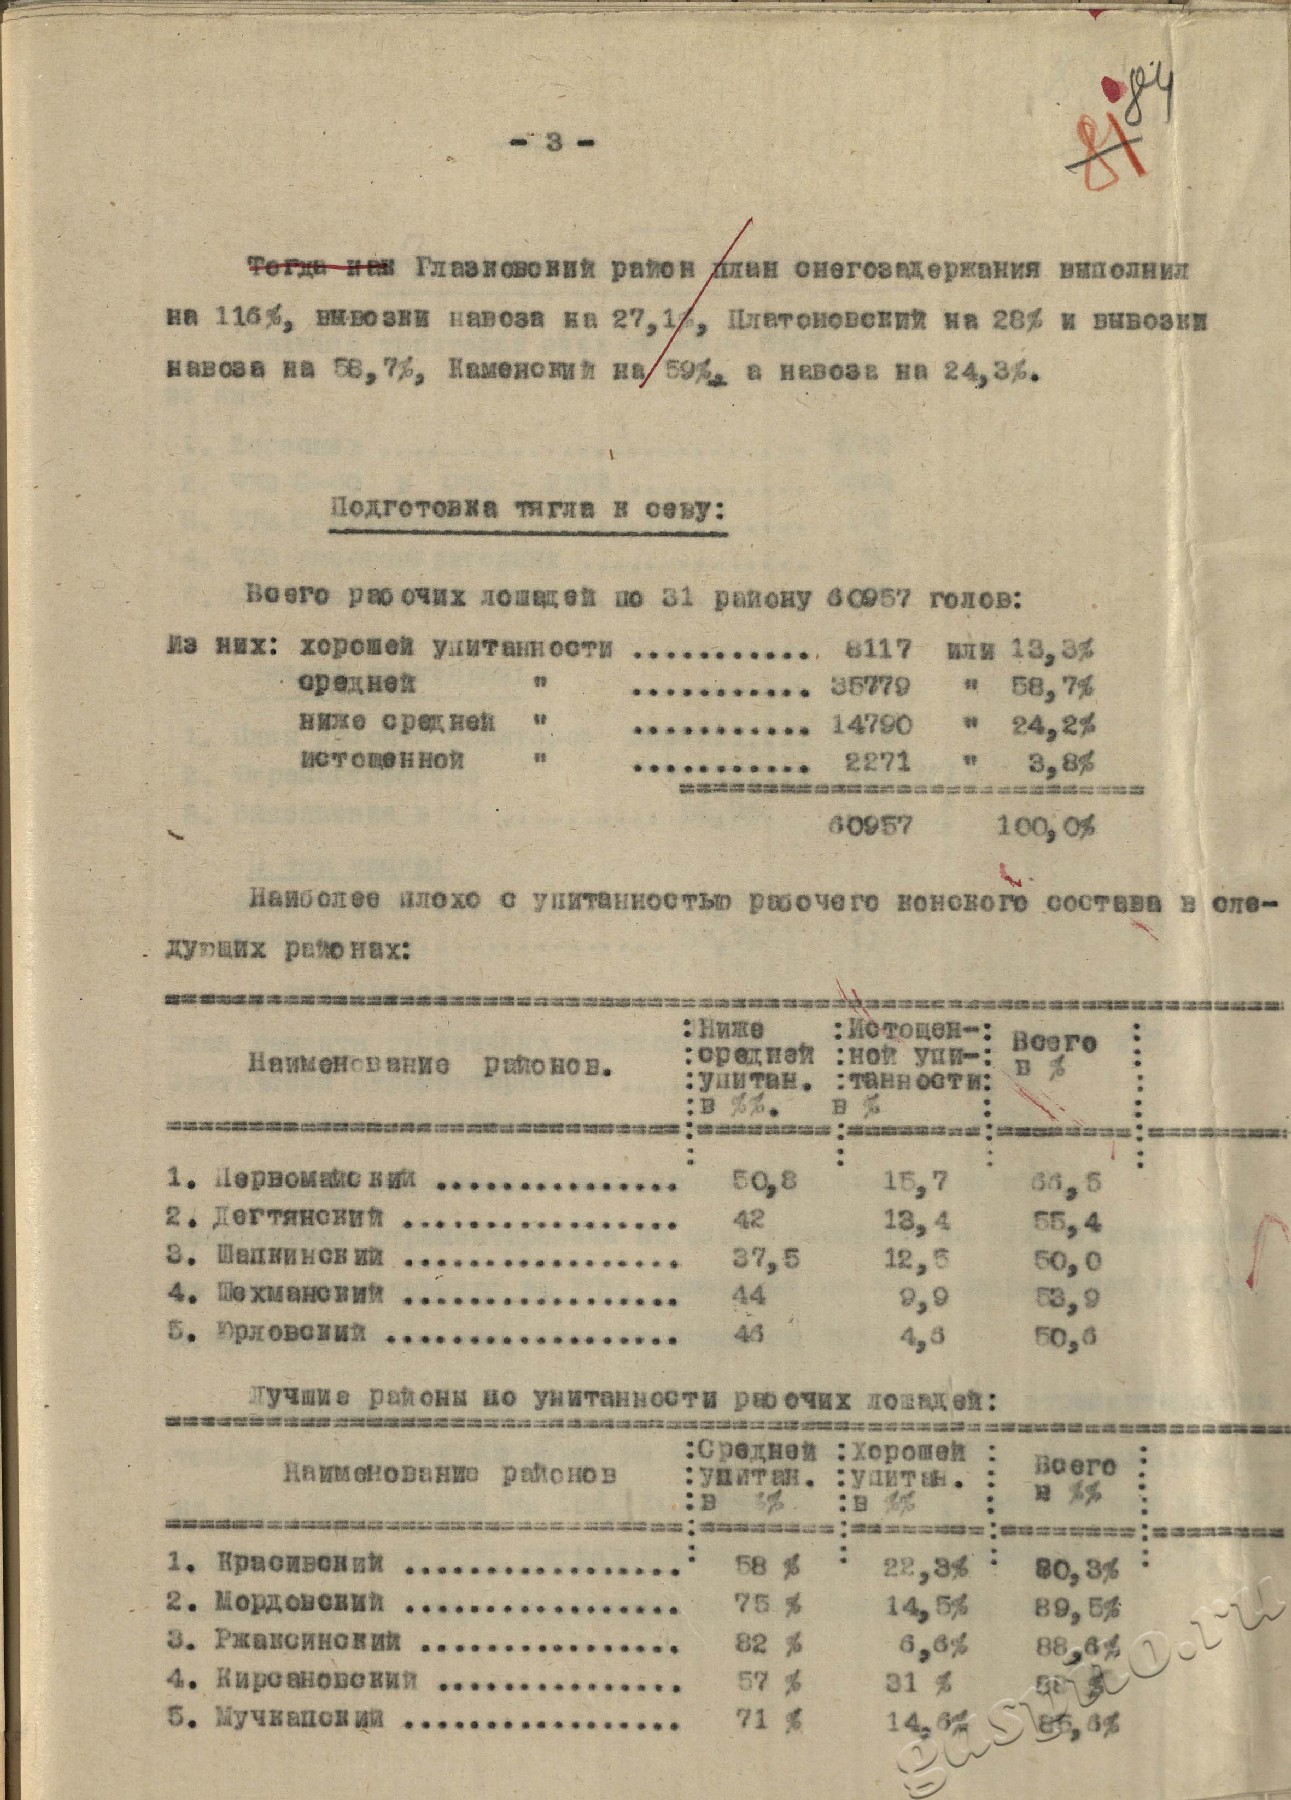 84
81
- 3 -
Тогда как Глазковский район план снегозадержания выполнил
на 116%, вывозки навоза на 27,1%, Платоновский на 28% и вывозки
навоза на 58,7%, Каменский на 59%, а навоза на 24,3%.
Подготовка тягла к севу:
Всего рабочих лошадей по 31 району 60957 голов:
Из них: хорошей упитанности ........... 8117 или 13,3%
средней " ........... 35779 " 58,7%
ниже средней " ........... 14790 " 24,2%
истощенной " ........... 2271 " 3,8%
60957 100,0%
Наиболее плохо с упитанностью рабочего конского состава в сле-
дующих районах:
Наименование районов. :Ниже средней упитан. в %%. :Истощен-ной упи-танности в % : Всего в % :
1. Первомайский ............... 50,8 15,7 66,5
2. Дегтянский ................. 42 13,4 55,4
3. Шапкинский ................. 37,5 12,5 50,0
4. Шехманский ................. 44 9,9 53,9
5. Юрловский .................. 46 4,6 50,6
Лучшие районы по упитанности рабочих лошадей:
Наименование районов :Средней упитан. в %% :Хорошей упитан. в %% : Всего в %% :
1. Красивский ................. 58 % 22,3% 80,3%
2. Мордовский ................. 75 % 14,5% 89,5%
3. Ржаксинский ................ 82 % 6,6% 88,6%
4. Кирсановский ............... 57 % 31 % %
5. Мучкапский ................. 71 % 14,6% 85,6%